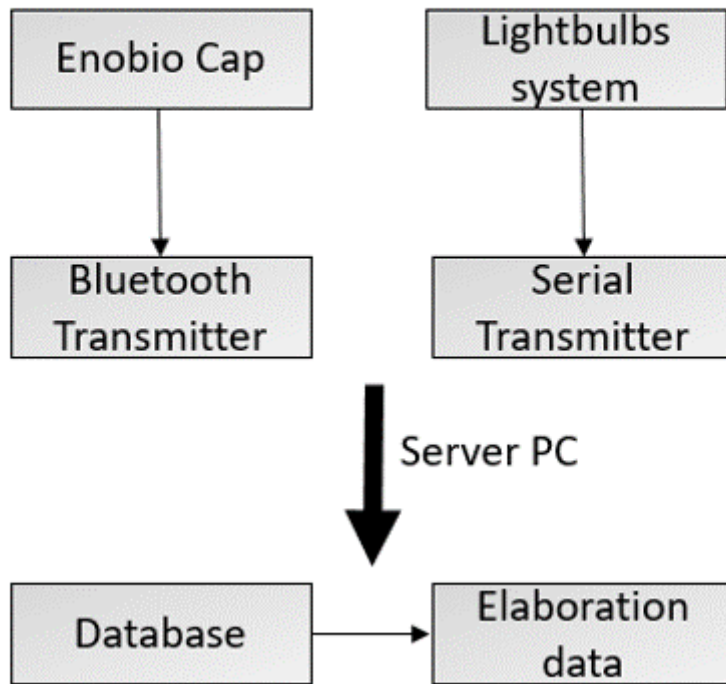 Enobio Cap
Lightbulbs
system
Bluetooth
Transmitter
Serial
Transmitter
Server PC
Database
Elaboration
data